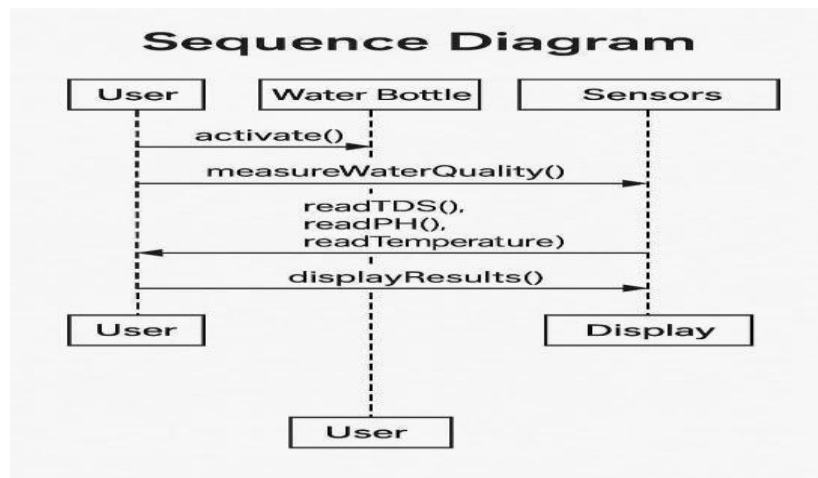 Sequence Diagram
User
Water Bottle
Sensors
activate()
measureWaterQuality()
readTDS(),
readPH(),
readTemperature)
displayResults()
User
Display
User